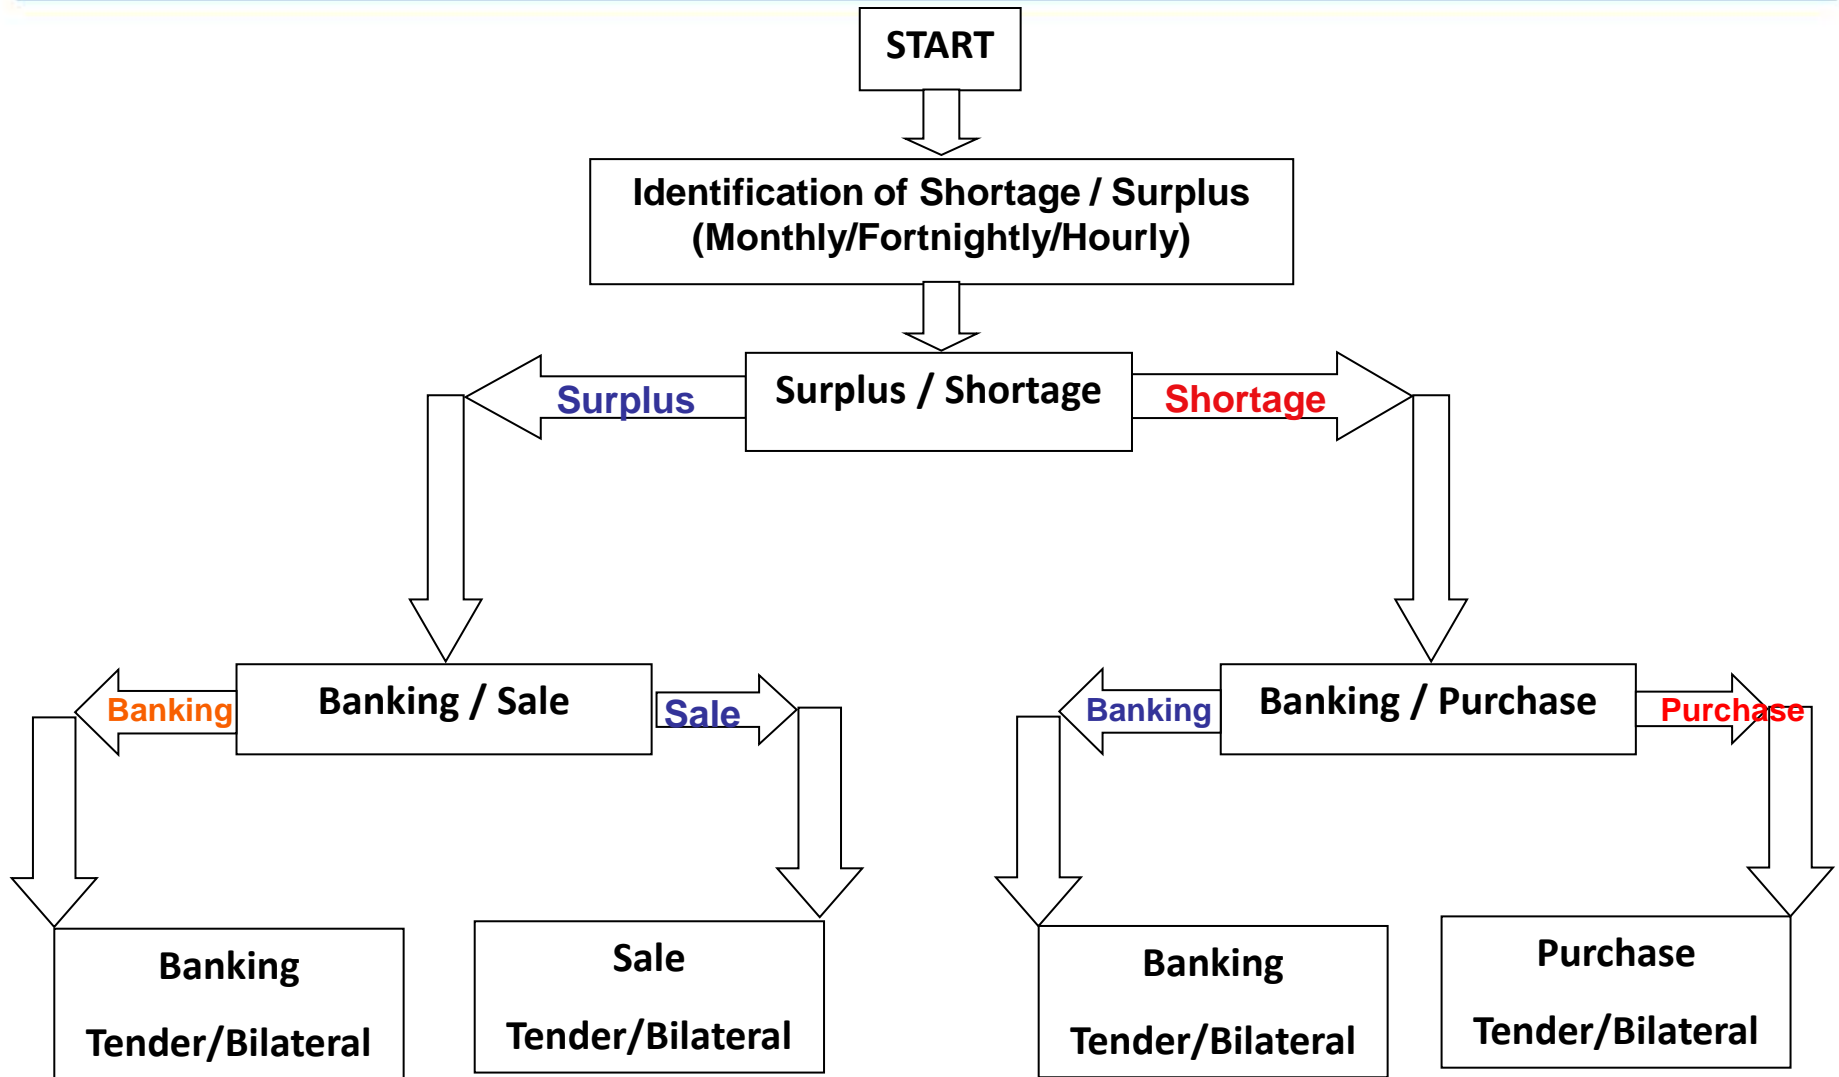 START
Identification of Shortage / Surplus
(Monthly/Fortnightly/Hourly)
Surplus
Surplus / Shortage
Shortage
Banking
Banking / Sale
Sale
Banking
Banking / Purchase
Purchase
Banking
Tender/Bilateral
Sale
Tender/Bilateral
Banking
Tender/Bilateral
Purchase
Tender/Bilateral